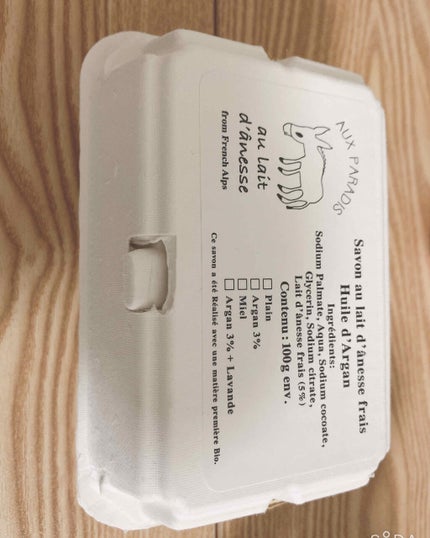 AUX PARADIS
au lait
d'ânesse
from French Alps
Savon au lait d'ânesse frais
Huile d'Argan
Ingrédients:
Sodium Palmate, Aqua, Sodium cocoate,
Glycerin, Sodium citrate,
Lait d'ânesse frais (5%)
Contenu : 100g env.
□ Plain
□ Argan 3%
□ Miel
□ Argan 3% + Lavande
Ce savon a été Réalisé avec une matière première Bio.